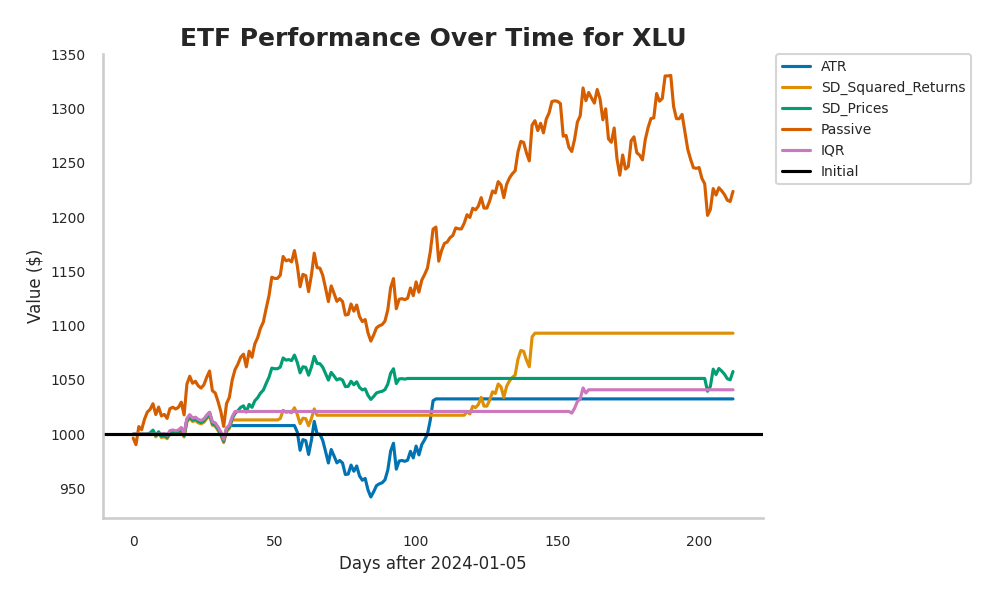 ETF Performance Over Time for XLU
1350
1300
1250
1200
1150
1100
1050
1000
950
Value ($)
0
50
100
150
200
Days after 2024-01-05
ATR
SD_Squared_Returns
SD_Prices
Passive
IQR
Initial